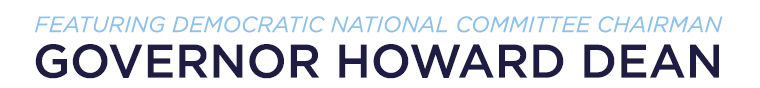 FEATURING DEMOCRATIC NATIONAL COMMITTEE CHAIRMAN
GOVERNOR HOWARD DEAN